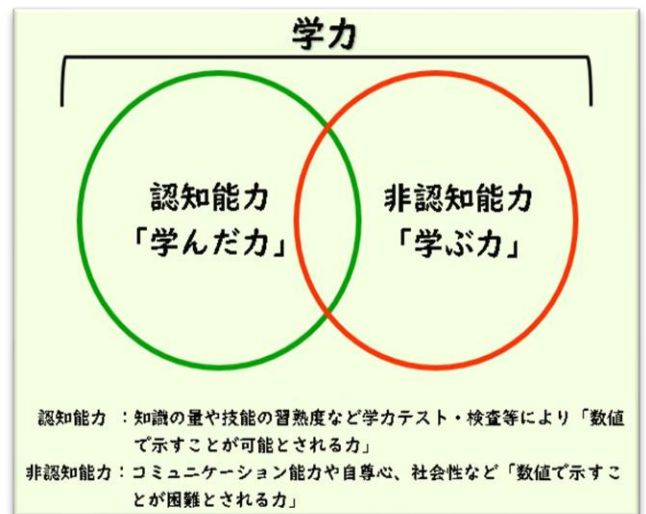 学力
認知能力
「学んだ力」
非認知能力
「学ぶ力」
認知能力 ：知識の量や技能の習熟度など学力テスト・検査等により「数値
で示すことが可能とされる力」
非認知能力：コミュニケーション能力や自尊心、社会性など「数値で示すこ
とが困難とされる力」